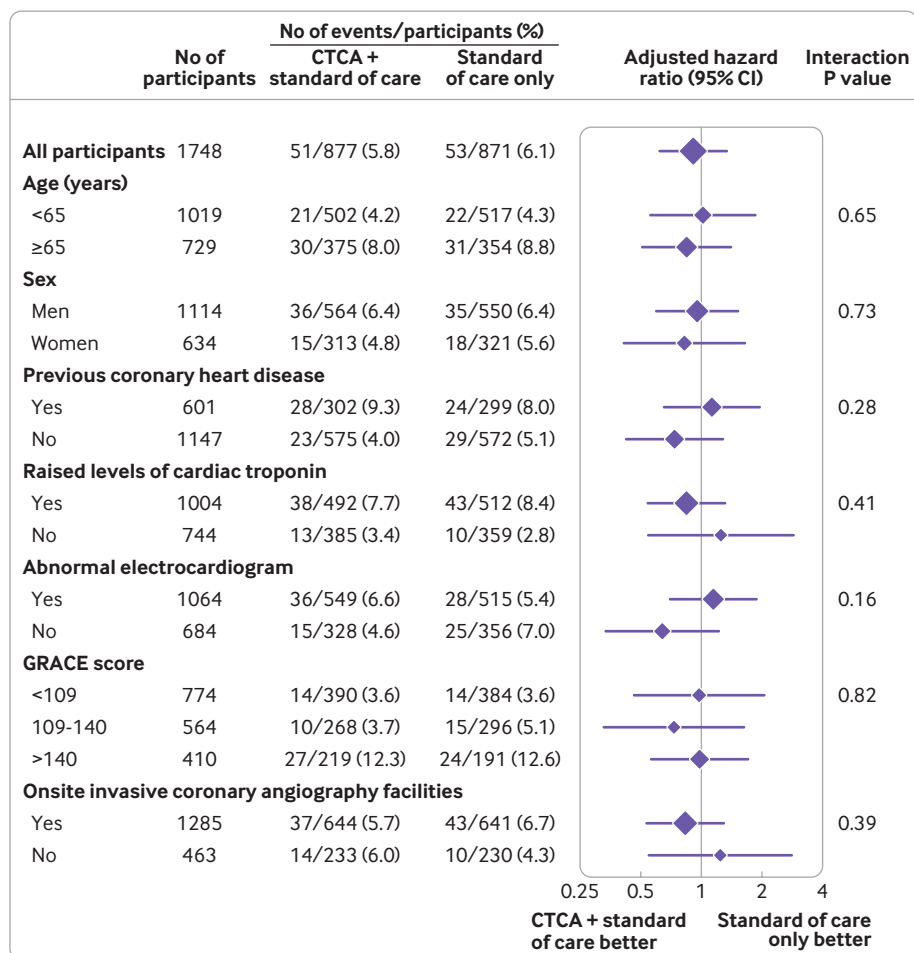 No of events/participants (%)
No of participants
CTCA + standard of care
Standard of care only
Adjusted hazard ratio (95% CI)
Interaction P value
All participants 1748 51/877 (5.8) 53/871 (6.1)
Age (years)
<65 1019 21/502 (4.2) 22/517 (4.3) 0.65
≥65 729 30/375 (8.0) 31/354 (8.8)
Sex
Men 1114 36/564 (6.4) 35/550 (6.4) 0.73
Women 634 15/313 (4.8) 18/321 (5.6)
Previous coronary heart disease
Yes 601 28/302 (9.3) 24/299 (8.0) 0.28
No 1147 23/575 (4.0) 29/572 (5.1)
Raised levels of cardiac troponin
Yes 1004 38/492 (7.7) 43/512 (8.4) 0.41
No 744 13/385 (3.4) 10/359 (2.8)
Abnormal electrocardiogram
Yes 1064 36/549 (6.6) 28/515 (5.4) 0.16
No 684 15/328 (4.6) 25/356 (7.0)
GRACE score
<109 774 14/390 (3.6) 14/384 (3.6) 0.82
109-140 564 10/268 (3.7) 15/296 (5.1)
>140 410 27/219 (12.3) 24/191 (12.6)
Onsite invasive coronary angiography facilities
Yes 1285 37/644 (5.7) 43/641 (6.7) 0.39
No 463 14/233 (6.0) 10/230 (4.3)
0.25 0.5 1 2 4
CTCA + standard of care better
Standard of care only better